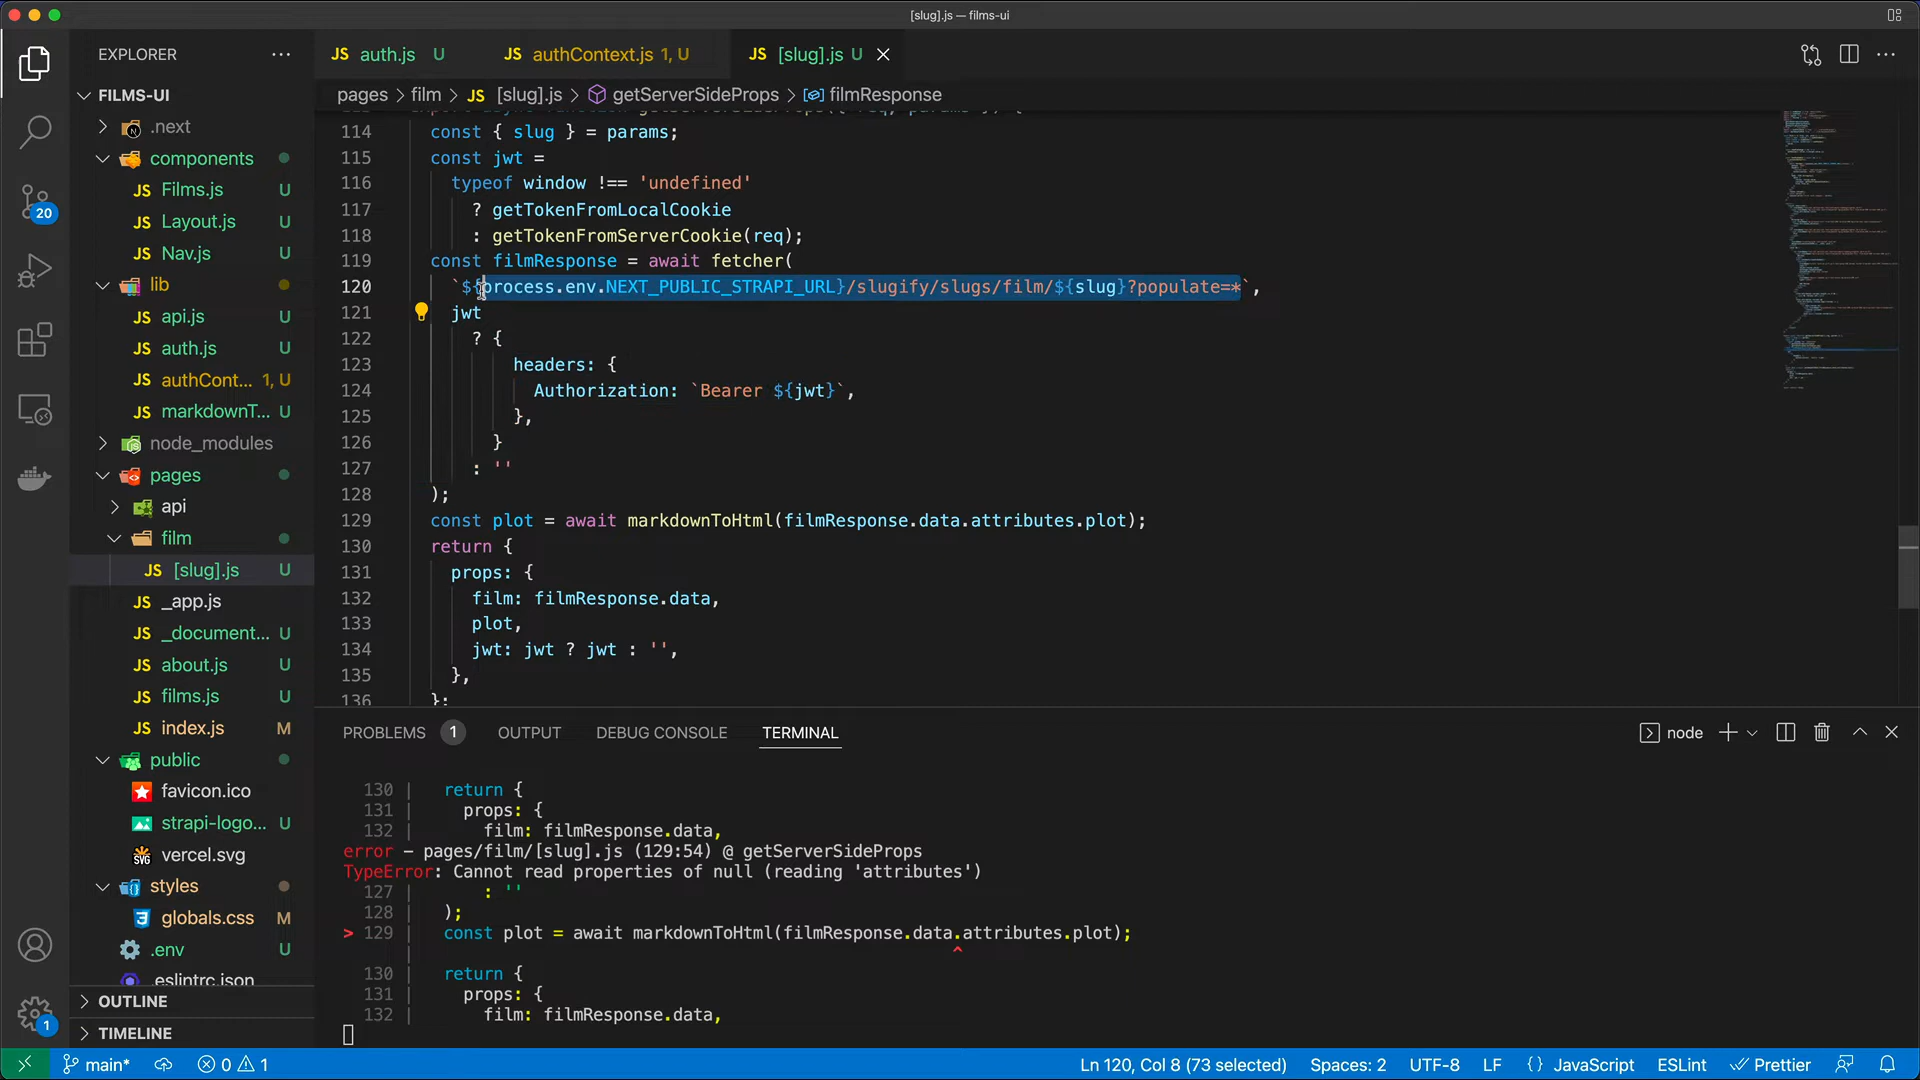 [slug].js — films-ui
EXPLORER
JS auth.js U
JS authContext.js 1, U
JS [slug].js U
FILMS-UI
pages > film > JS [slug].js > getServerSideProps > filmResponse
.next
components
JS Films.js U
JS Layout.js U
JS Nav.js U
lib
JS api.js U
JS auth.js U
JS authCont... 1, U
JS markdownT... U
node_modules
pages
api
film
JS [slug].js U
JS _app.js
JS _document... U
JS about.js U
JS films.js U
JS index.js M
public
favicon.ico
strapi-logo... U
vercel.svg
styles
globals.css M
.env U
.eslintrc.json
OUTLINE
TIMELINE
20
1
114 const { slug } = params;
115 const jwt =
116 typeof window !== 'undefined'
117 ? getTokenFromLocalCookie
118 : getTokenFromServerCookie(req);
119 const filmResponse = await fetcher(
120 `${process.env.NEXT_PUBLIC_STRAPI_URL}/slugify/slugs/film/${slug}?populate=*`,
121 jwt
122 ? {
123 headers: {
124 Authorization: `Bearer ${jwt}`,
125 },
126 }
127 : ''
128 );
129 const plot = await markdownToHtml(filmResponse.data.attributes.plot);
130 return {
131 props: {
132 film: filmResponse.data,
133 plot,
134 jwt: jwt ? jwt : '',
135 },
136 };
PROBLEMS 1 OUTPUT DEBUG CONSOLE TERMINAL
node
130 | return {
131 | props: {
132 | film: filmResponse.data,
error - pages/film/[slug].js (129:54) @ getServerSideProps
TypeError: Cannot read properties of null (reading 'attributes')
127 | : ''
128 | );
> 129 | const plot = await markdownToHtml(filmResponse.data.attributes.plot);
| ^
130 | return {
131 | props: {
132 | film: filmResponse.data,
main* 0 1 Ln 120, Col 8 (73 selected) Spaces: 2 UTF-8 LF {} JavaScript ESLint Prettier